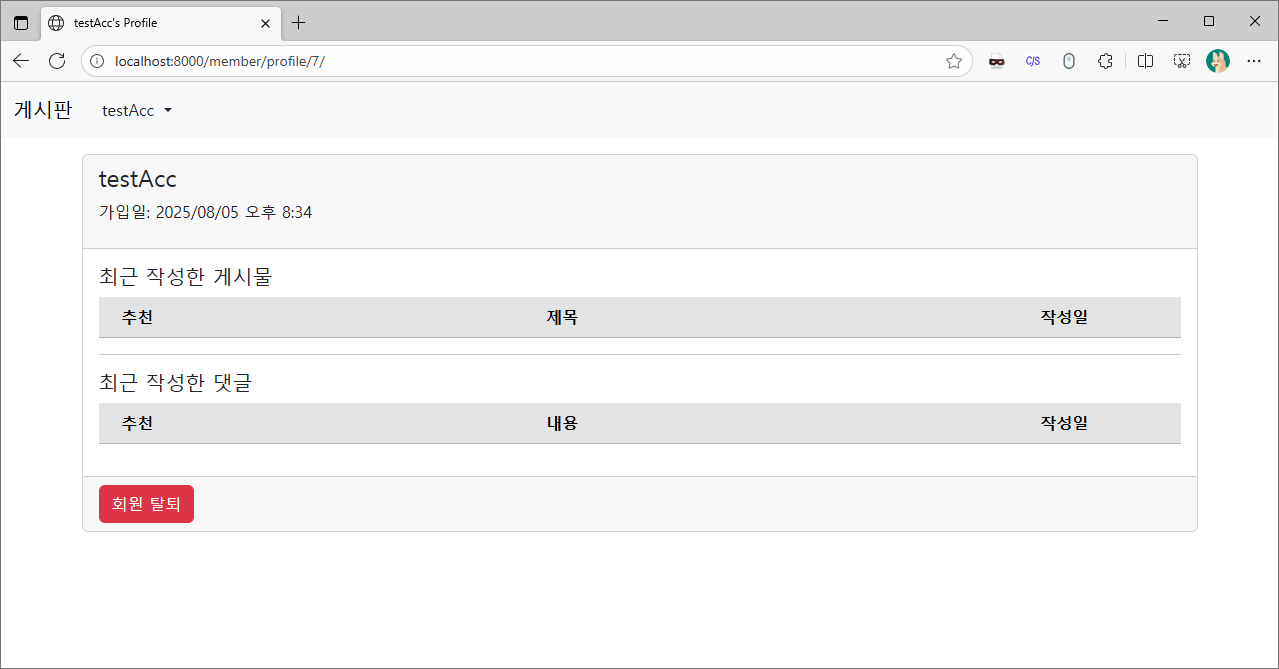 testAcc's Profile
localhost:8000/member/profile/7/
C/S
게시판 testAcc
testAcc
가입일: 2025/08/05 오후 8:34
최근 작성한 게시물
추천 제목 작성일
최근 작성한 댓글
추천 내용 작성일
회원 탈퇴